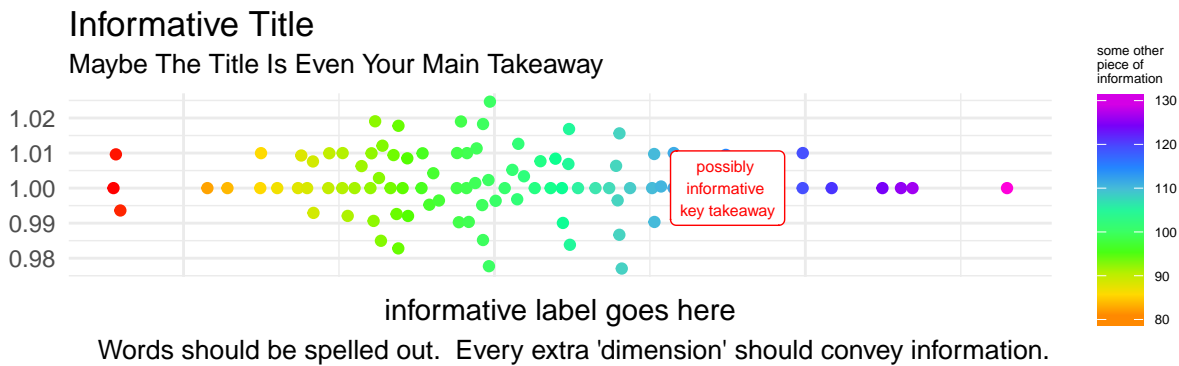 Informative Title
Maybe The Title Is Even Your Main Takeaway
some other
piece of
information
1.02
1.01
1.00
0.99
0.98
possibly
informative
key takeaway
130
120
110
100
90
80
informative label goes here
Words should be spelled out.  Every extra 'dimension' should convey information.